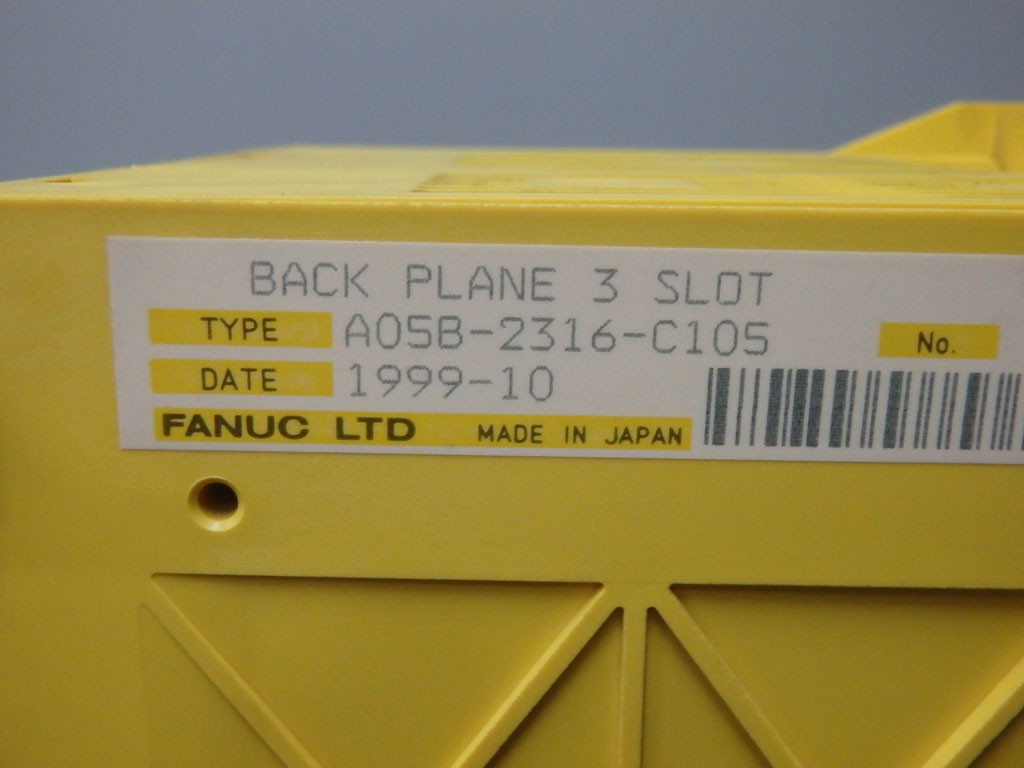 BACK PLANE 3 SLOT
TYPE A05B-2316-C105 No.
DATE 1999-10
FANUC LTD MADE IN JAPAN